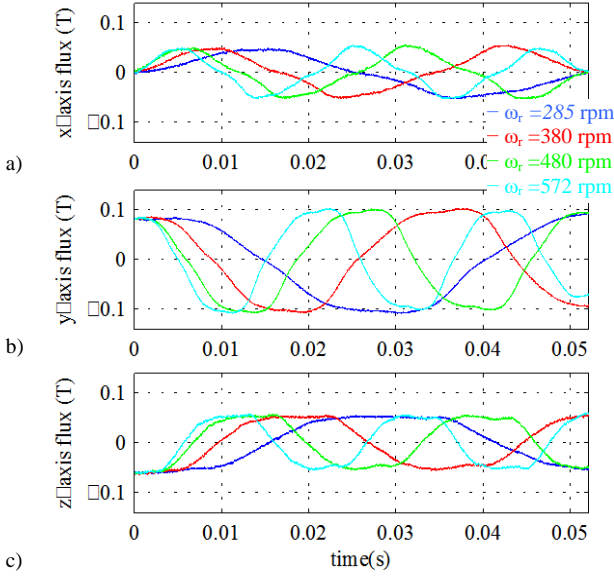 x□axis flux (T)
0.1
0
□0.1
0 0.01 0.02 0.03 0.04 0.05
a)
− ωr =285 rpm
− ωr =380 rpm
− ωr =480 rpm
− ωr =572 rpm
y□axis flux (T)
0.1
0
□0.1
0 0.01 0.02 0.03 0.04 0.05
b)
z□axis flux (T)
0.1
0
□0.1
0 0.01 0.02 0.03 0.04 0.05
time(s)
c)